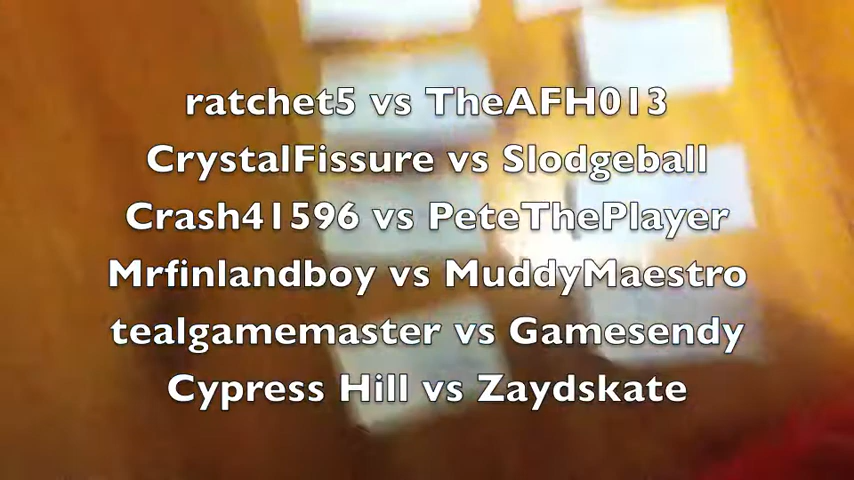 ratchet5 vs TheAFH013
CrystalFissure vs Slodgeball
Crash41596 vs PeteThePlayer
Mrfinlandboy vs MuddyMaestro
tealgamemaster vs Gamesendy
Cypress Hill vs Zaydskate